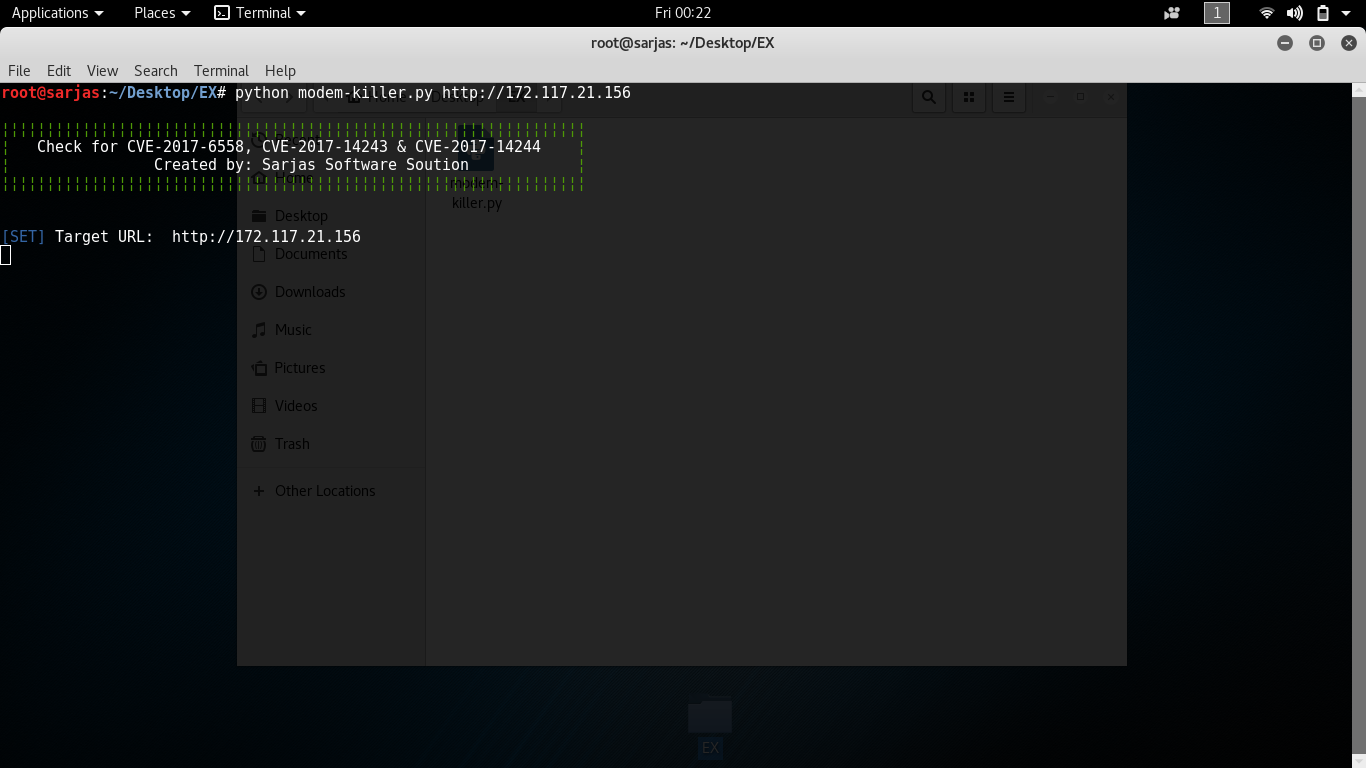 Applications Places Terminal Fri 00:22 1
root@sarjas: ~/Desktop/EX
File Edit View Search Terminal Help
root@sarjas:~/Desktop/EX# python modem-killer.py http://172.117.21.156
Check for CVE-2017-6558, CVE-2017-14243 & CVE-2017-14244
Created by: Sarjas Software Soution
killer.py
Desktop
[SET] Target URL: http://172.117.21.156
Documents
Downloads
Music
Pictures
Videos
Trash
+ Other Locations
EX